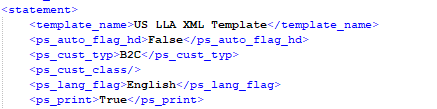 <statement>
<template_name>US LLA XML Template</template_name>
<ps_auto_flag_hd>False</ps_auto_flag_hd>
<ps_cust_typ>B2C</ps_cust_typ>
<ps_cust_class/>
<ps_lang_flag>English</ps_lang_flag>
<ps_print>True</ps_print>